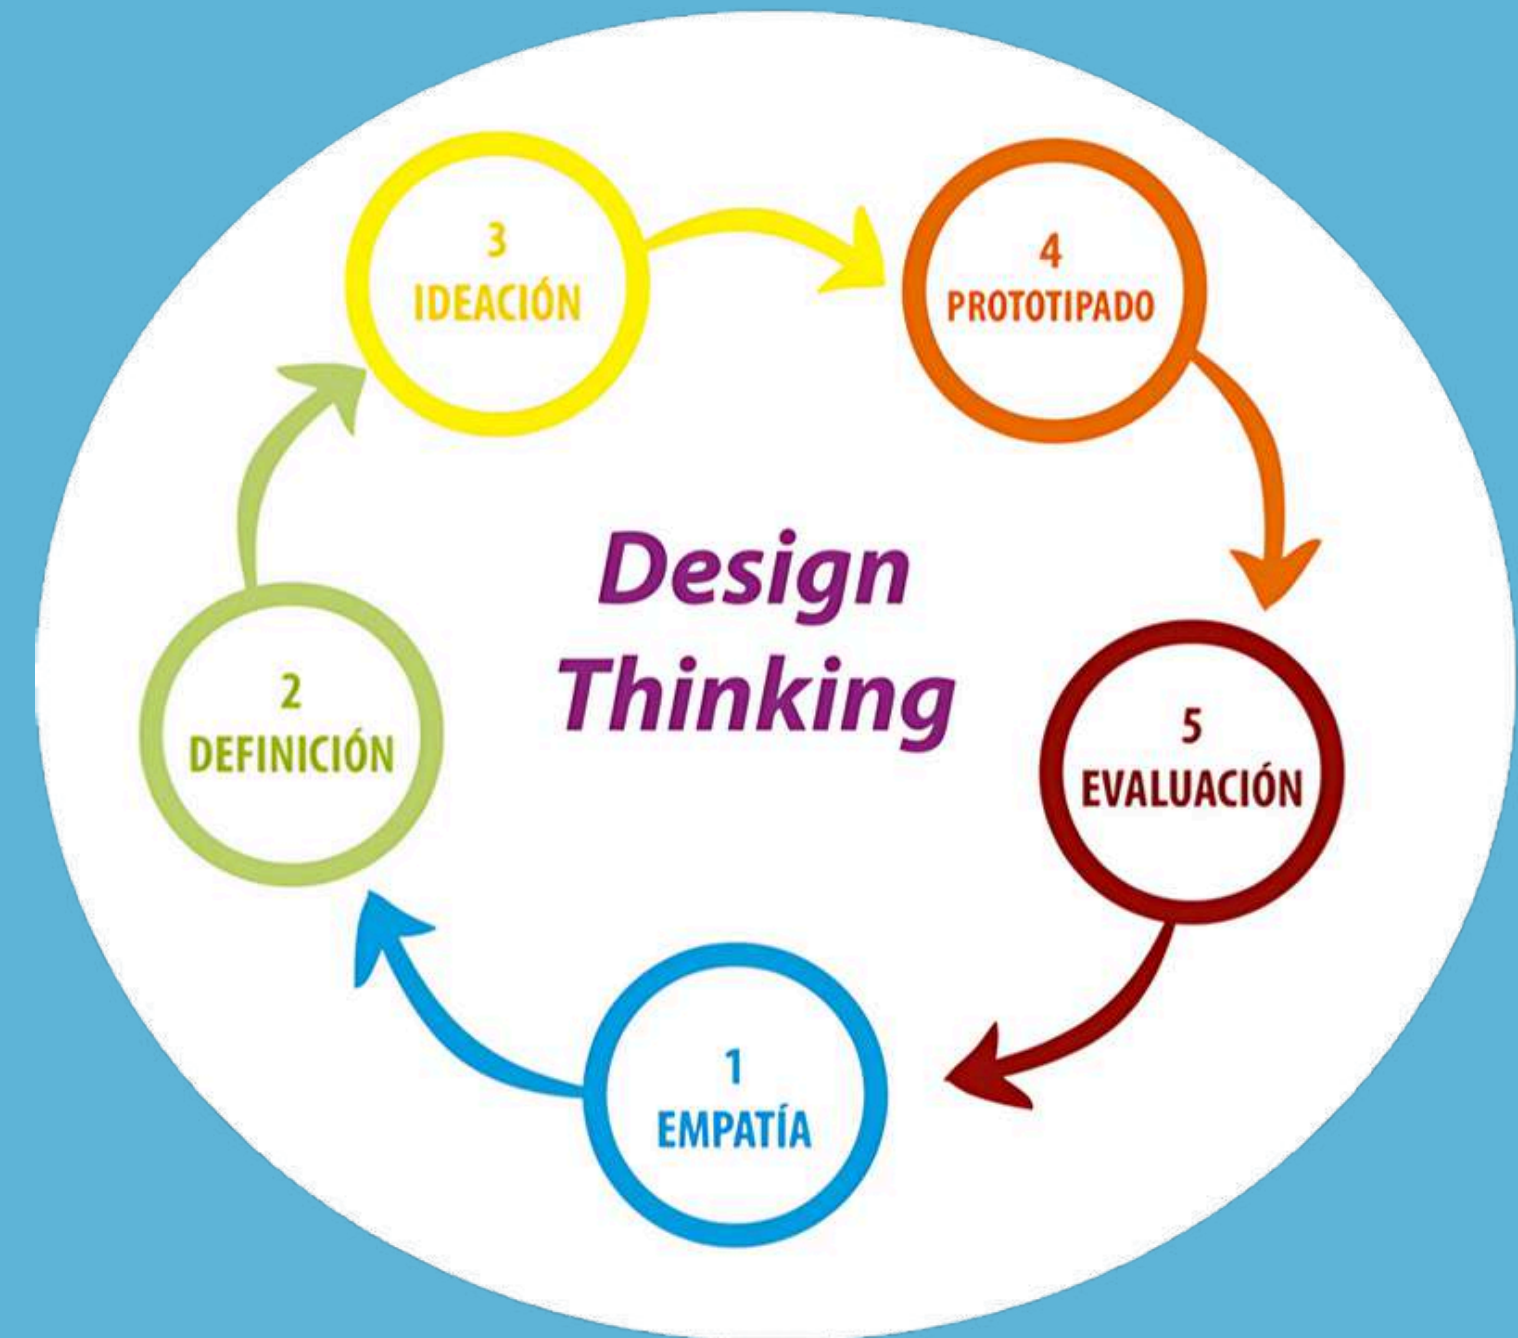 3
IDEACIÓN
4
PROTOTIPADO
Design
Thinking
2
DEFINICIÓN
5
EVALUACIÓN
1
EMPATÍA